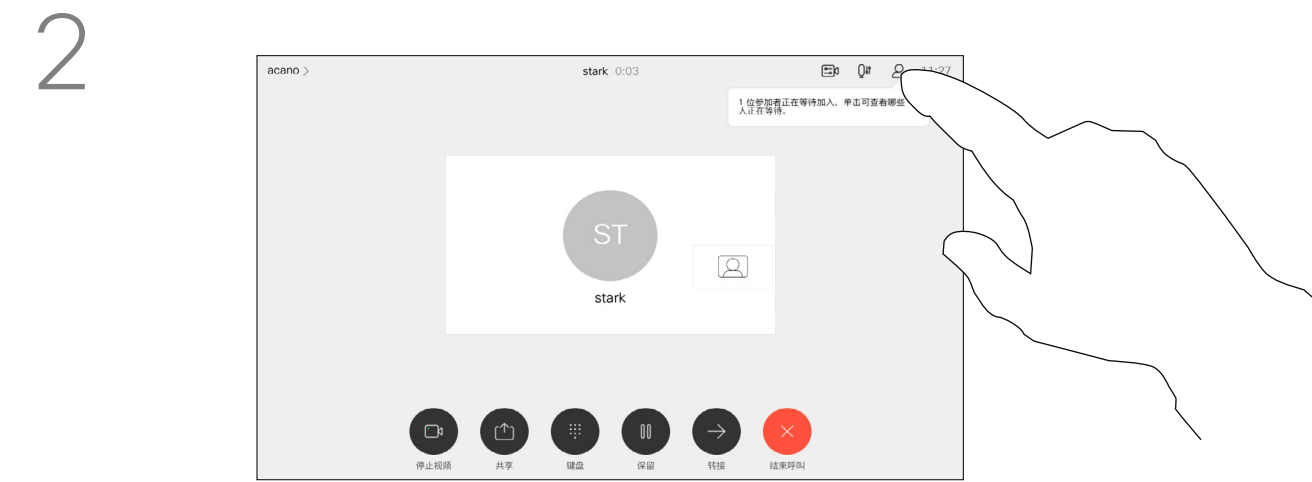 2
acano >
stark 0:03
11:27
1 位参加者正在等待加入。单击可查看哪些
人正在等待。
ST
stark
停止视频
共享
键盘
保留
转接
结束呼叫